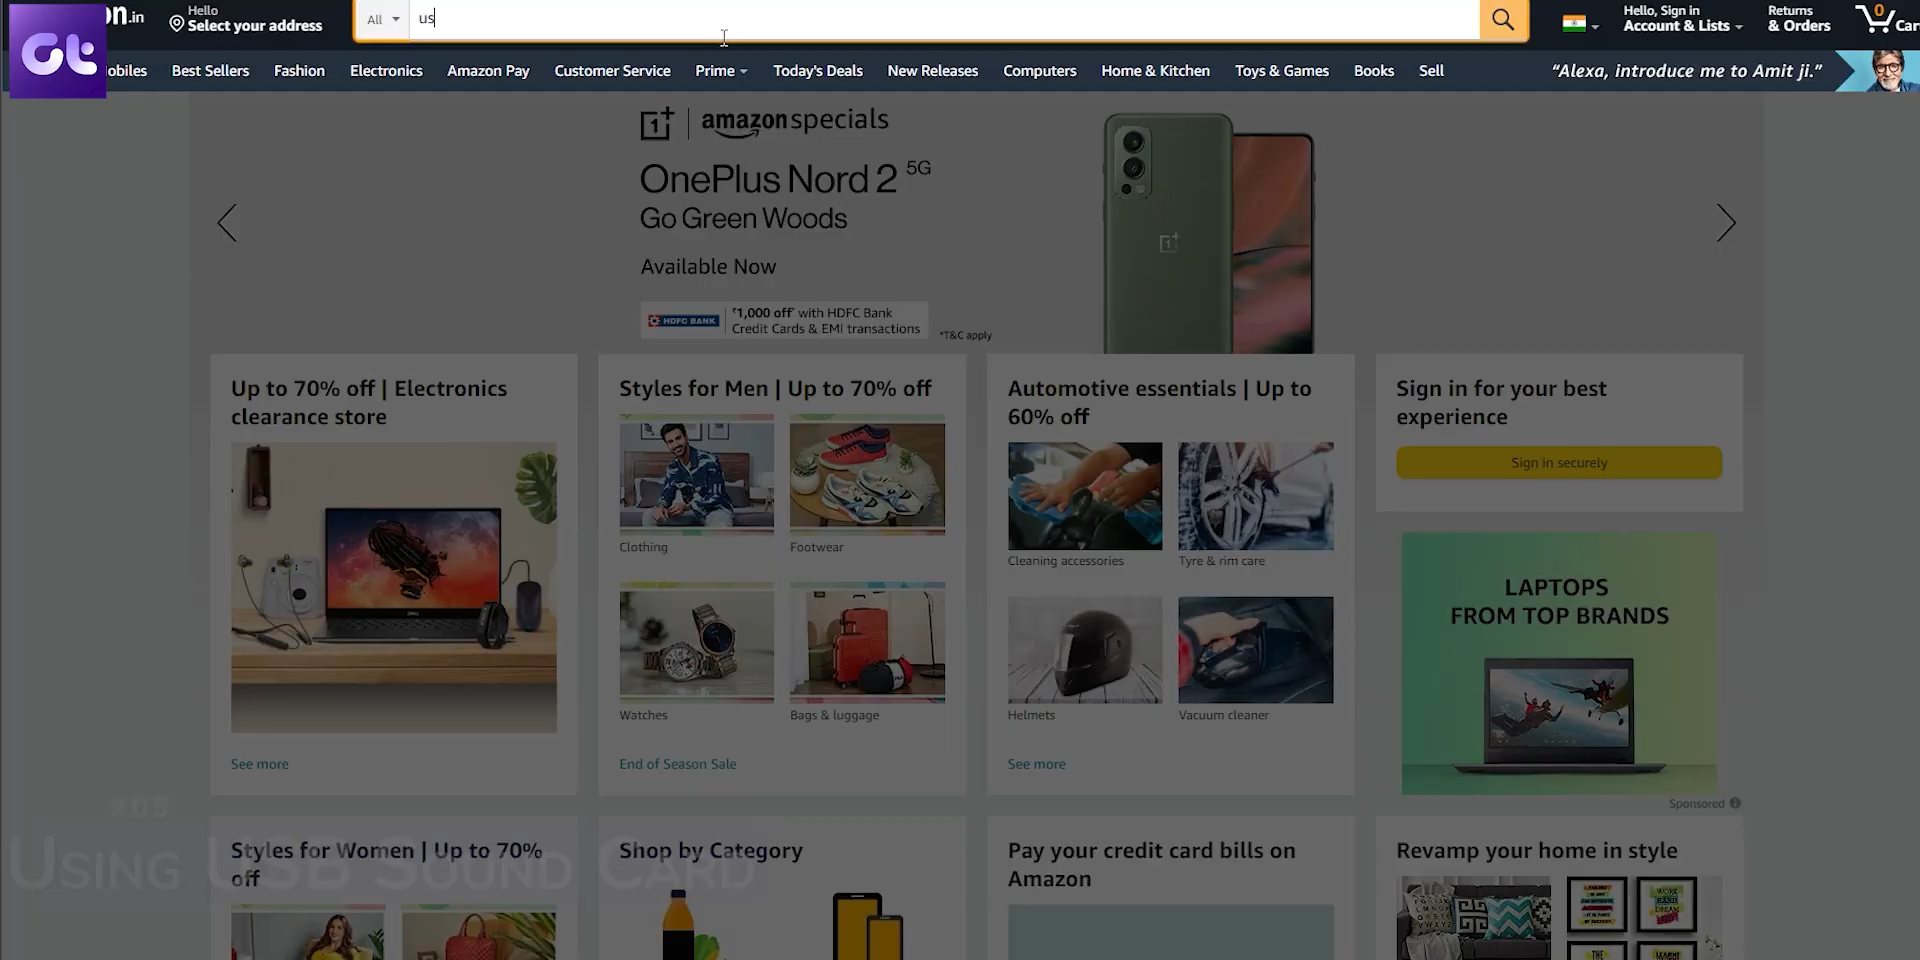 Gt
on.in
Hello
Select your address
All
us
Hello, Sign in
Account & Lists
Returns
& Orders
0
Car
obiles
Best Sellers
Fashion
Electronics
Amazon Pay
Customer Service
Prime
Today's Deals
New Releases
Computers
Home & Kitchen
Toys & Games
Books
Sell
“Alexa, introduce me to Amit ji.”
1+ | amazon specials
OnePlus Nord 2 5G
Go Green Woods
Available Now
HDFC BANK
₹1,000 off* with HDFC Bank
Credit Cards & EMI transactions
*T&C apply
Up to 70% off | Electronics
clearance store
See more
Styles for Men | Up to 70% off
Clothing
Footwear
Watches
Bags & luggage
End of Season Sale
Automotive essentials | Up to
60% off
Cleaning accessories
Tyre & rim care
Helmets
Vacuum cleaner
See more
Sign in for your best
experience
Sign in securely
LAPTOPS
FROM TOP BRANDS
Sponsored
#05
Using USB Sound Card
Styles for Women | Up to 70%
off
Shop by Category
Pay your credit card bills on
Amazon
Revamp your home in style